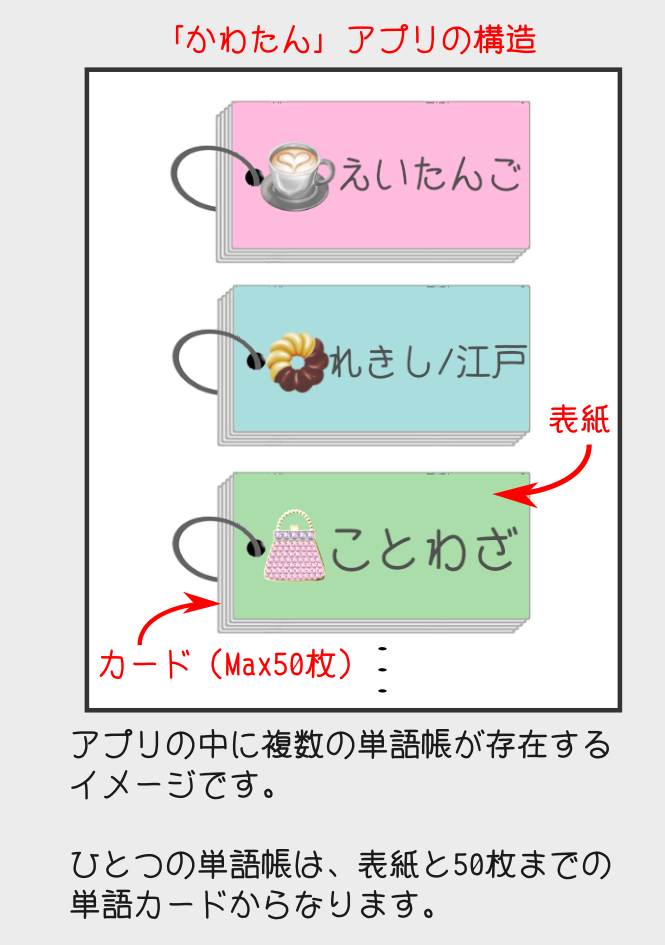 「かわたん」アプリの構造
えいたんご
れきし/江戸
表紙
ことわざ
カード（Max50枚）
アプリの中に複数の単語帳が存在する
イメージです。
ひとつの単語帳は、表紙と50枚までの
単語カードからなります。